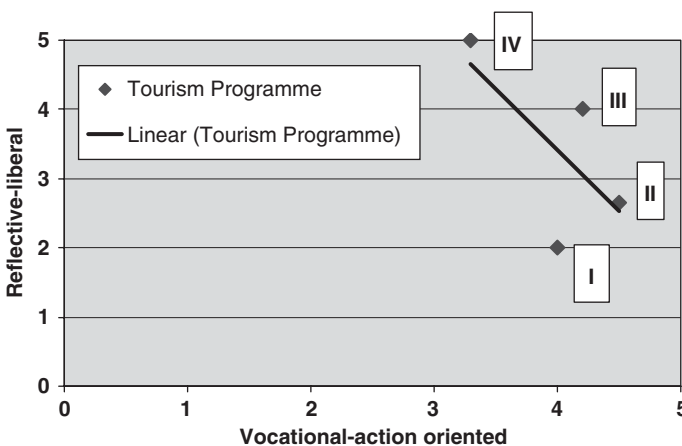 5
4
3
2
1
0
Reflective-liberal
Tourism Programme
Linear (Tourism Programme)
IV
III
II
I
0 1 2 3 4 5
Vocational-action oriented